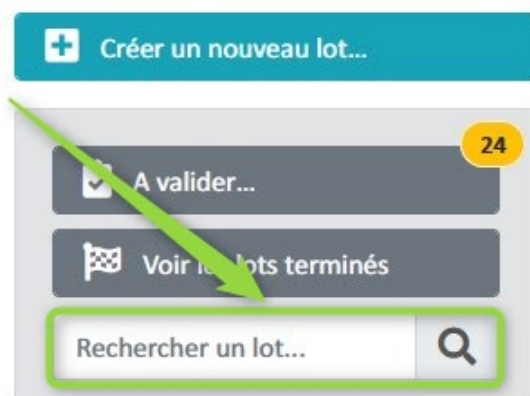 Créer un nouveau lot...
24
A valider...
Voir lots terminés
Rechercher un lot...